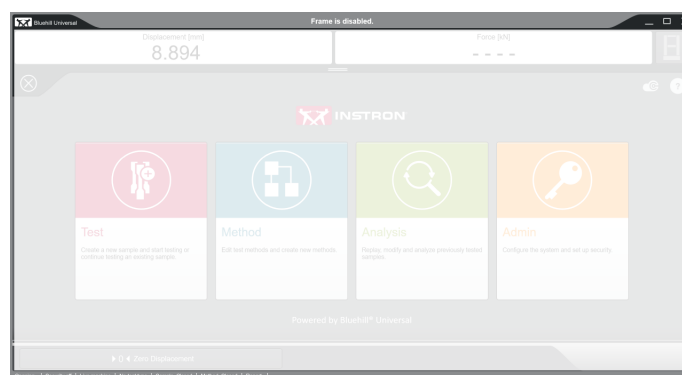 Bluehill Universal
Frame is disabled.
Displacement [mm]
Force [kN]
8.894
- - - -
INSTRON
Test
Create a new sample and start testing or
continue testing an existing sample.
Method
Edit test methods and create new methods.
Analysis
Replay, modify and analyze previously tested
samples.
Admin
Configure the system and set up security.
Powered by Bluehill® Universal
0 Zero Displacement